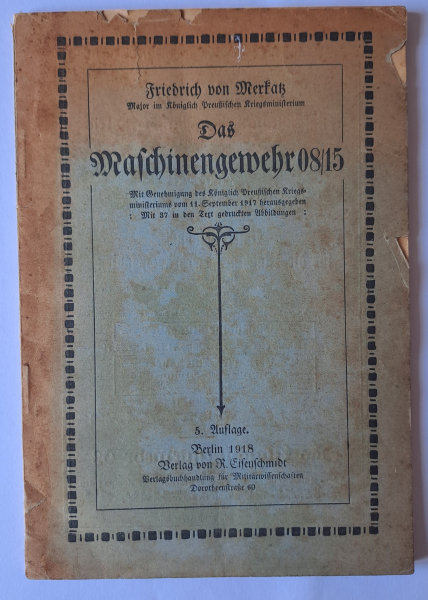 Friedrich von Merkatz
Major im Königlich Preußischen Kriegsministerium
Das
Maschinengewehr 08/15
Mit Genehmigung des Königlich Preußischen Kriegs-
ministeriums vom 11. September 1917 herausgegeben
: Mit 37 in den Text gedruckten Abbildungen :
5. Auflage.
Berlin 1918
Verlag von R. Eisenschmidt
Verlagsbuchhandlung für Militärwissenschaften
Dorotheenstraße 60